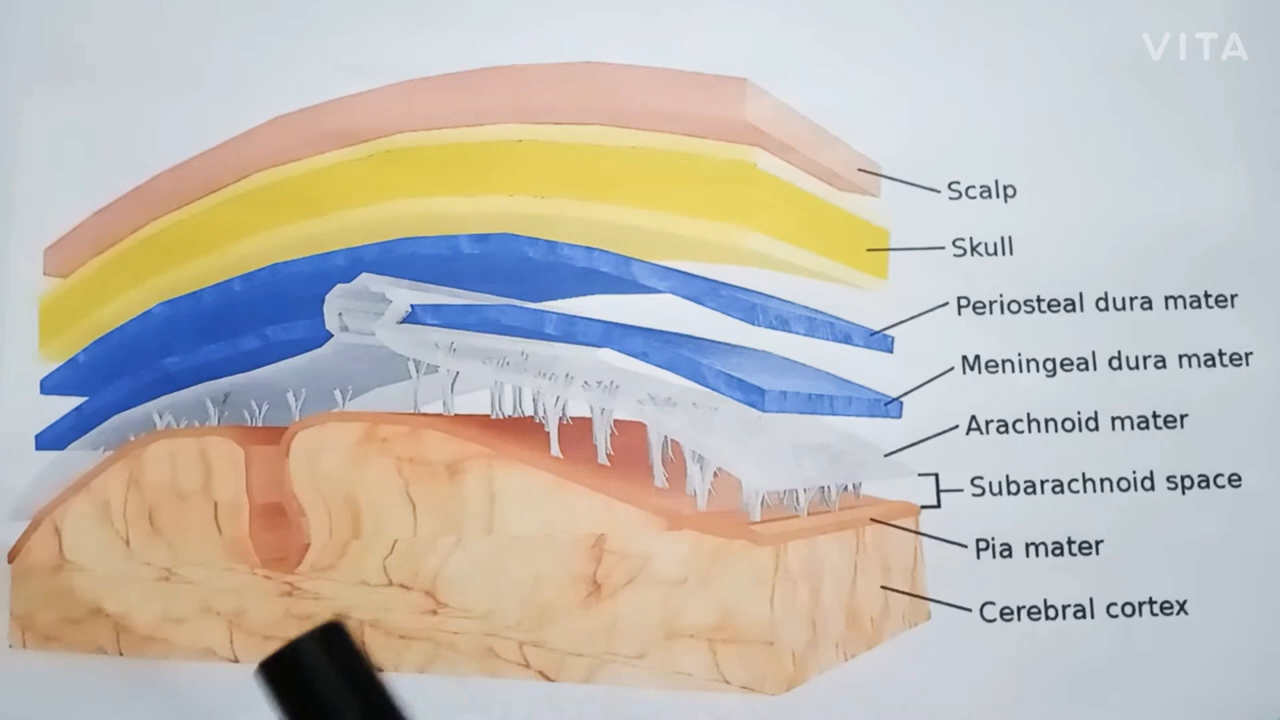 VITA
Scalp
Skull
Periosteal dura mater
Meningeal dura mater
Arachnoid mater
Subarachnoid space
Pia mater
Cerebral cortex